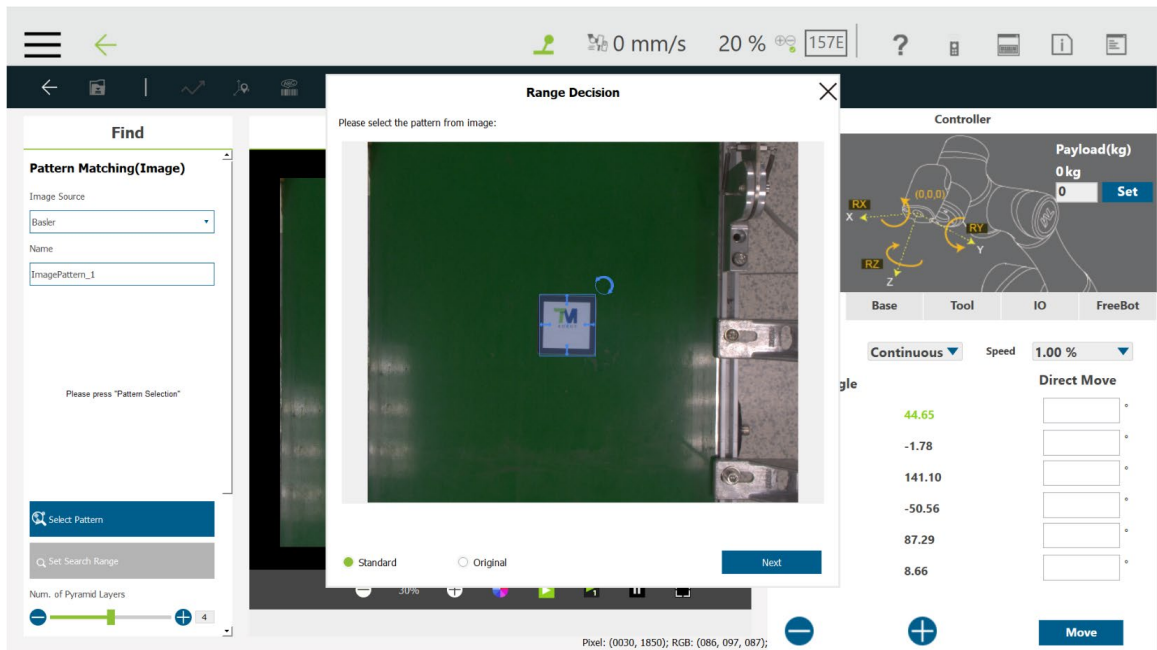 0 mm/s
20 %
157E
?
Range Decision
Please select the pattern from image:
TM
ROBOT
Standard
Original
Next
Find
Pattern Matching(Image)
Image Source
Basler
Name
ImagePattern_1
Please press "Pattern Selection"
Select Pattern
Set Search Range
Num. of Pyramid Layers
4
30%
1
Pixel: (0030, 1850); RGB: (086, 097, 087);
Controller
Payload(kg)
0 kg
0
Set
(0,0,0)
RX
X
RY
Y
RZ
Z
Base
Tool
IO
FreeBot
Continuous
Speed
1.00 %
gle
Direct Move
44.65
°
-1.78
°
141.10
°
-50.56
°
87.29
°
8.66
°
Move